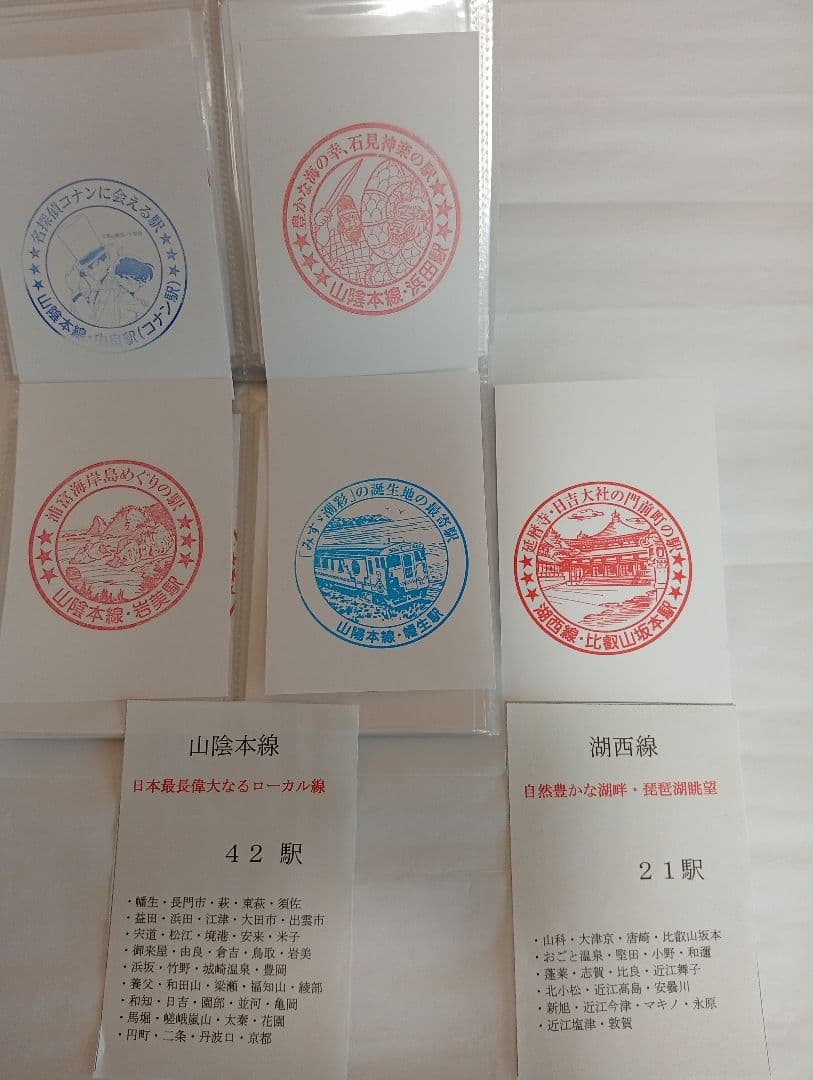 名探偵コナンに会える駅
山陰本線・由良駅(コナン駅)
豊かな海の幸、石見神楽の駅
山陰本線・浜田駅
浦富海岸島めぐりの駅
山陰本線・岩美駅
みすゞ潮彩」の誕生地の最寄駅
山陽本線・幡生駅
延暦寺・日吉大社の門前町の駅
湖西線・比叡山坂本駅
山陰本線
日本最長偉大なるローカル線
42 駅
・幡生・長門市・萩・東萩・須佐
・益田・浜田・江津・大田市・出雲市
・宍道・松江・境港・安来・米子
・御来屋・由良・倉吉・鳥取・岩美
・浜坂・竹野・城崎温泉・豊岡
・養父・和田山・梁瀬・福知山・綾部
・和知・日吉・園部・並河・亀岡
・馬堀・嵯峨嵐山・太秦・花園
・円町・二条・丹波口・京都
湖西線
自然豊かな湖畔・琵琶湖眺望
21駅
・山科・大津京・唐崎・比叡山坂本
・おごと温泉・堅田・小野・和邇
・蓬莱・志賀・比良・近江舞子
・北小松・近江高島・安曇川
・新旭・近江今津・マキノ・永原
・近江塩津・敦賀